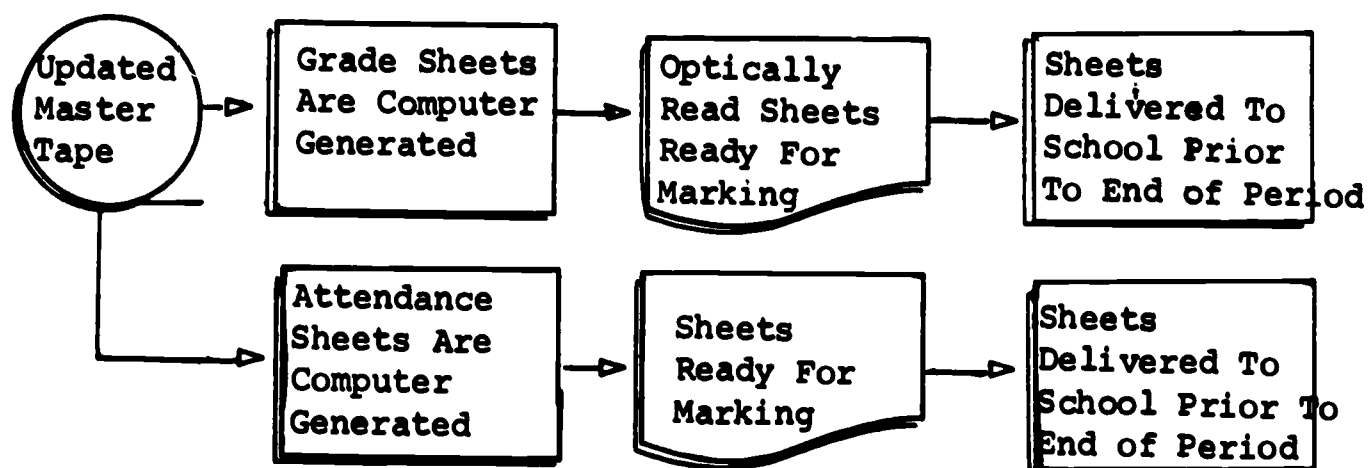 Updated
Master
Tape
Grade Sheets
Are Computer
Generated
Optically
Read Sheets
Ready For
Marking
Sheets
Delivered To
School Prior
To End of Period
Attendance
Sheets Are
Computer
Generated
Sheets
Ready For
Marking
Sheets
Delivered To
School Prior To
End of Period